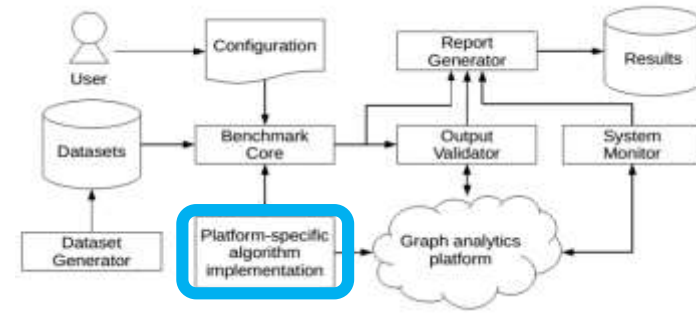 Configuration
Report
Generator
Results
User
Datasets
Benchmark
Core
Output
Validator
System
Monitor
Dataset
Generator
Platform-specific
algorithm
implementation
Graph analytics
platform